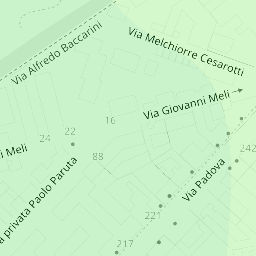 Via Alfredo Baccarini
Via Melchiorre Cesarotti
Via Giovanni Meli
16
22
24
242
i Meli
88
a privata Paolo Paruta
Via Padova
221
217